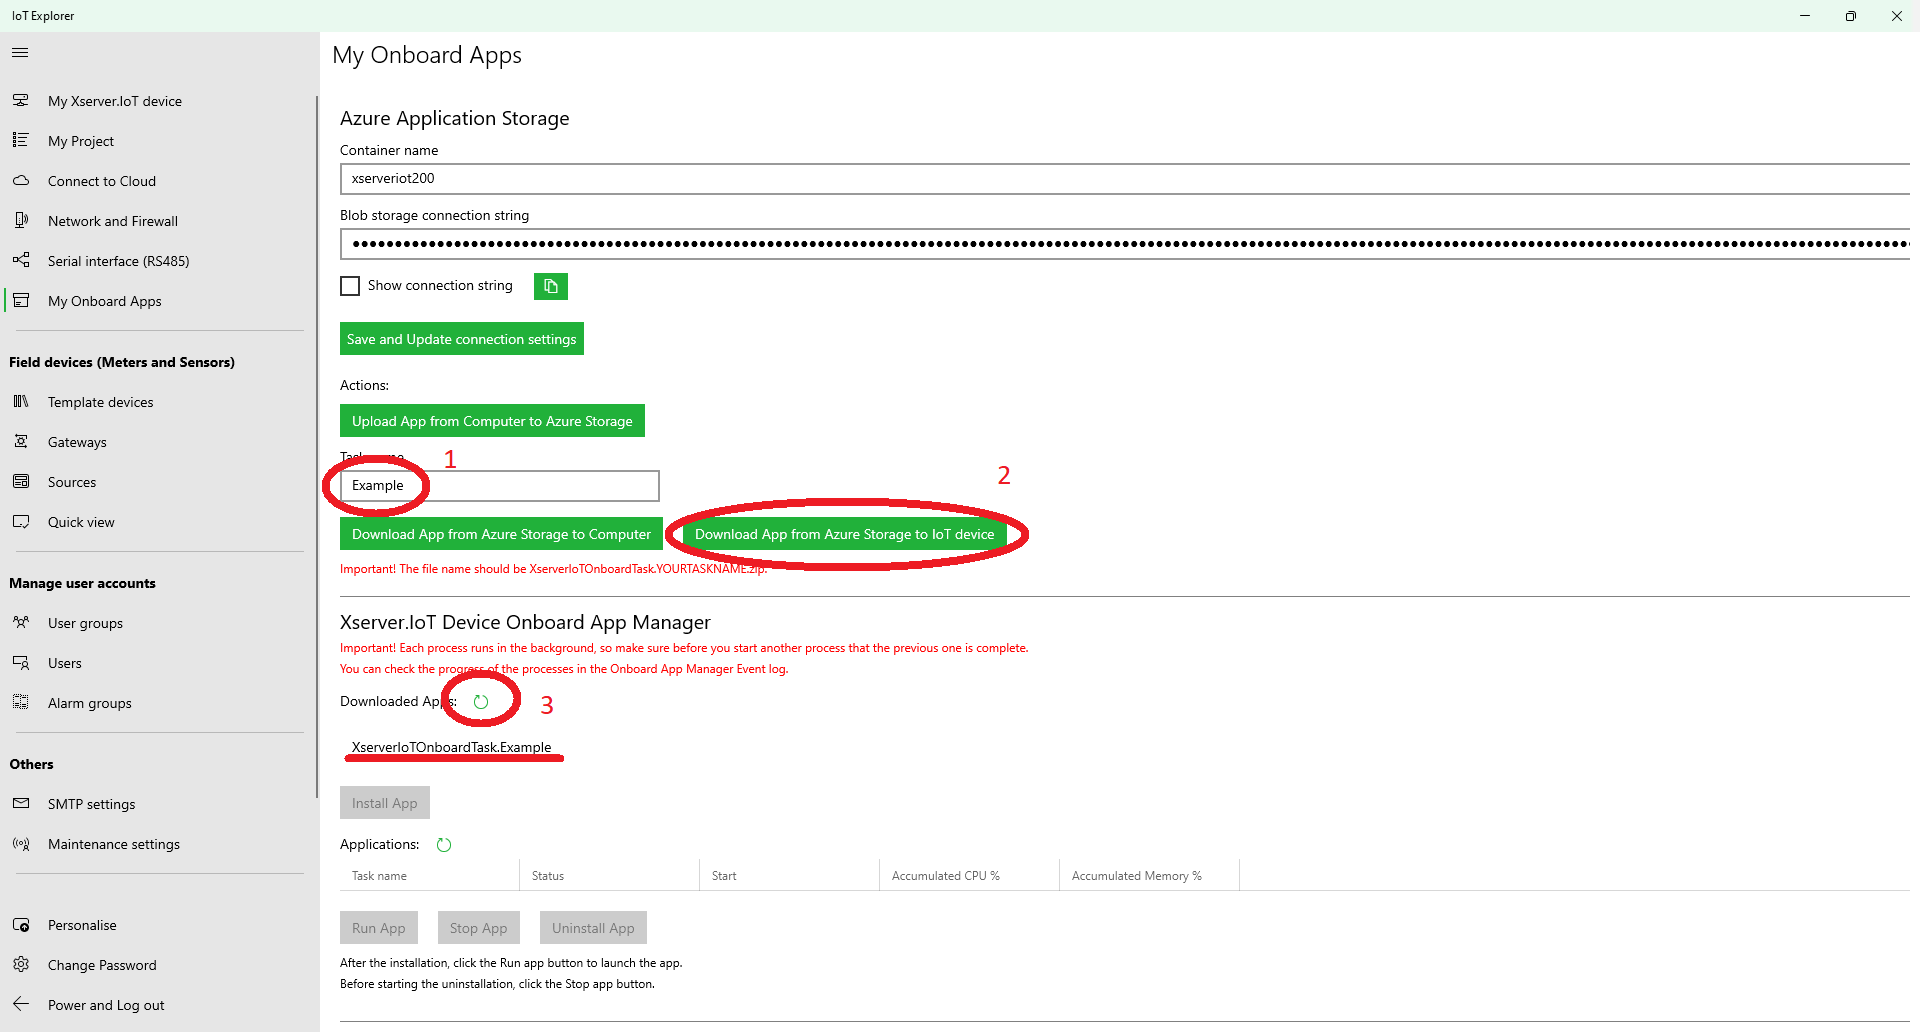 IoT Explorer
My Onboard Apps
My Xserver.IoT device
My Project
Connect to Cloud
Network and Firewall
Serial interface (RS485)
My Onboard Apps
Field devices (Meters and Sensors)
Template devices
Gateways
Sources
Quick view
Manage user accounts
User groups
Users
Alarm groups
Others
SMTP settings
Maintenance settings
Personalise
Change Password
Power and Log out
Azure Application Storage
Container name
xserveriot200
Blob storage connection string
Show connection string
Save and Update connection settings
Actions:
Upload App from Computer to Azure Storage
1
Example
2
Download App from Azure Storage to Computer
Download App from Azure Storage to IoT device
Important! The file name should be XserverIoTOnboardTask.YOURTASKNAME.zip.
Xserver.IoT Device Onboard App Manager
Important! Each process runs in the background, so make sure before you start another process that the previous one is complete.
You can check the progress of the processes in the Onboard App Manager Event log.
Downloaded Apps:
3
XserverIoTOnboardTask.Example
Install App
Applications:
Task name Status Start Accumulated CPU % Accumulated Memory %
Run App Stop App Uninstall App
After the installation, click the Run app button to launch the app.
Before starting the uninstallation, click the Stop app button.